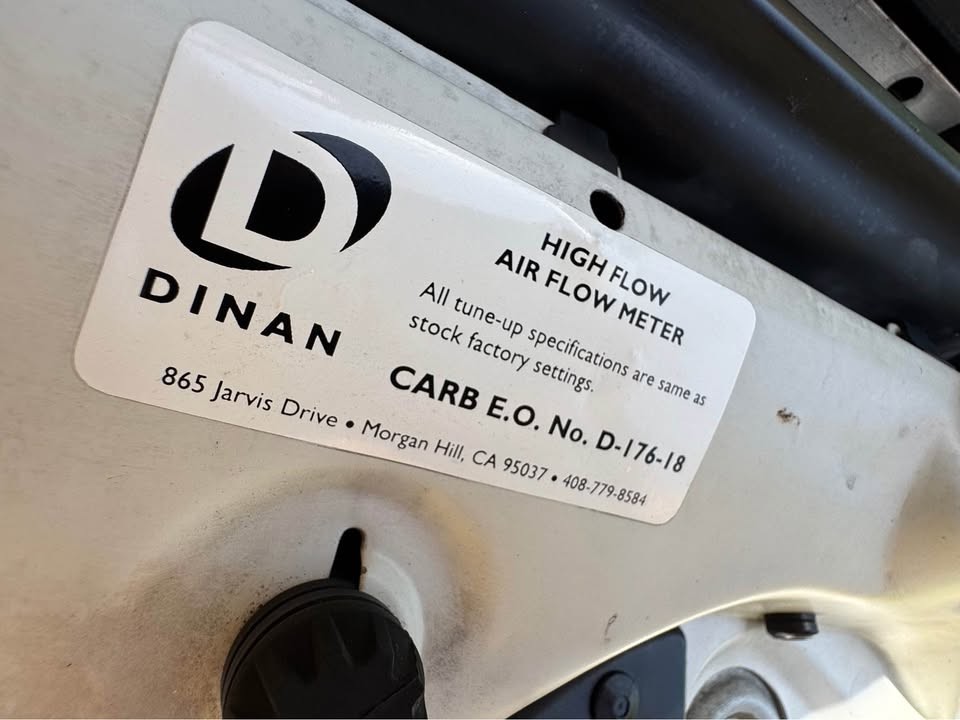 D
DINAN
HIGH FLOW
AIR FLOW METER
All tune-up specifications are same as
stock factory settings.
CARB E.O. No. D-176-18
865 Jarvis Drive • Morgan Hill, CA 95037 • 408-779-8584